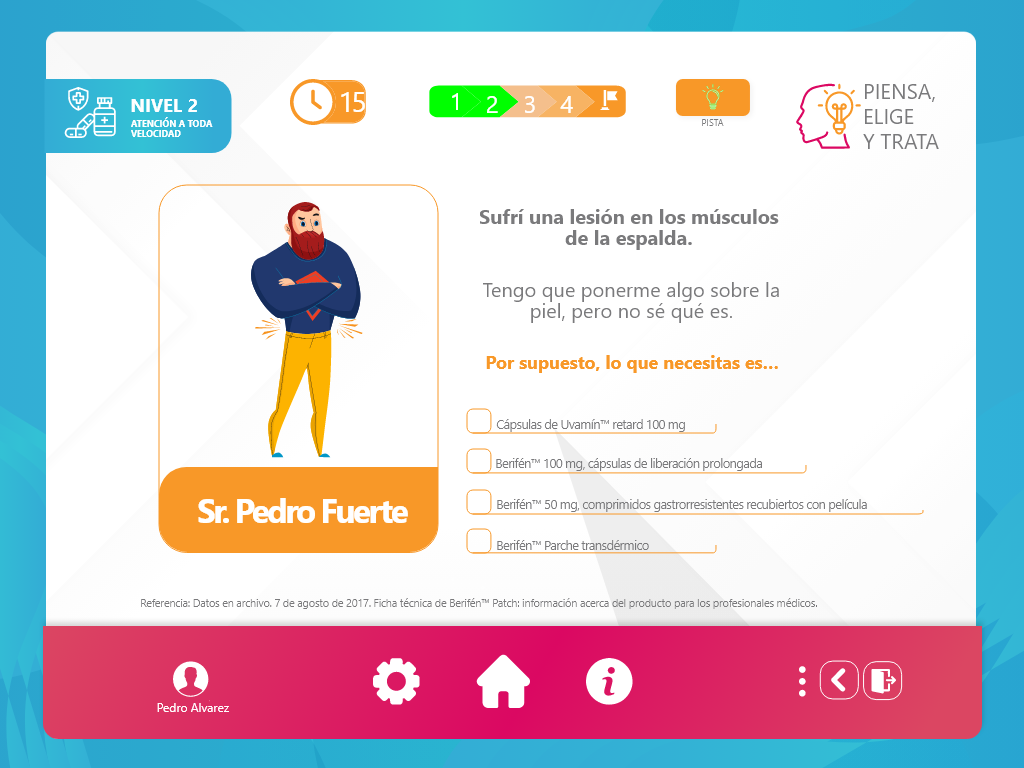 NIVEL 2
ATENCIÓN A TODA
VELOCIDAD
15
1 2 3 4
PISTA
PIENSA,
ELIGE
Y TRATA
Sufrí una lesión en los músculos
de la espalda.
Tengo que ponerme algo sobre la
piel, pero no sé qué es.
Por supuesto, lo que necesitas es...
Cápsulas de Uvamín™ retard 100 mg
Berifén™ 100 mg, cápsulas de liberación prolongada
Berifén™ 50 mg, comprimidos gastrorresistentes recubiertos con película
Berifén™ Parche transdérmico
Sr. Pedro Fuerte
Referencia: Datos en archivo. 7 de agosto de 2017. Ficha técnica de Berifén™ Patch: información acerca del producto para los profesionales médicos.
Pedro Alvarez